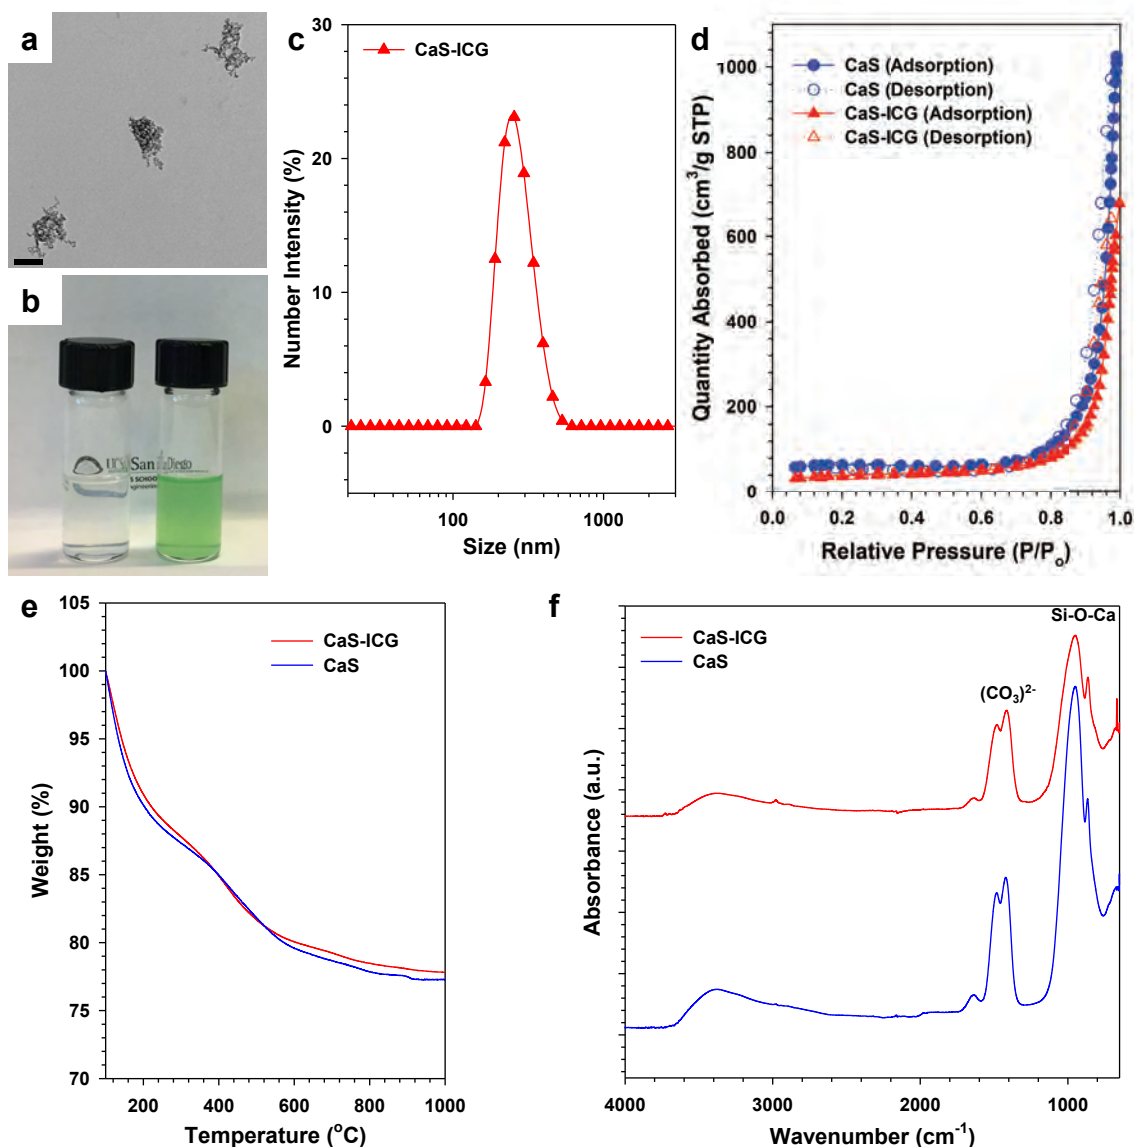 a
b
UCSanDiego
c
30
20
10
0
Number Intensity (%)
CaS-ICG
100
1000
Size (nm)
d
1000
800
600
400
200
0
Quantity Absorbed (cm³/g STP)
CaS (Adsorption)
CaS (Desorption)
CaS-ICG (Adsorption)
CaS-ICG (Desorption)
0.0
0.2
0.4
0.6
0.8
1.0
Relative Pressure (P/Po)
e
105
100
95
90
85
80
75
70
Weight (%)
CaS-ICG
CaS
200
400
600
800
1000
Temperature (°C)
f
Absorbance (a.u.)
CaS-ICG
CaS
Si-O-Ca
(CO₃)²⁻
4000
3000
2000
1000
Wavenumber (cm⁻¹)